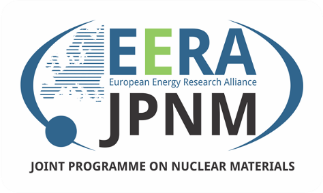 EERA
European Energy Research Alliance
JPNM
JOINT PROGRAMME ON NUCLEAR MATERIALS